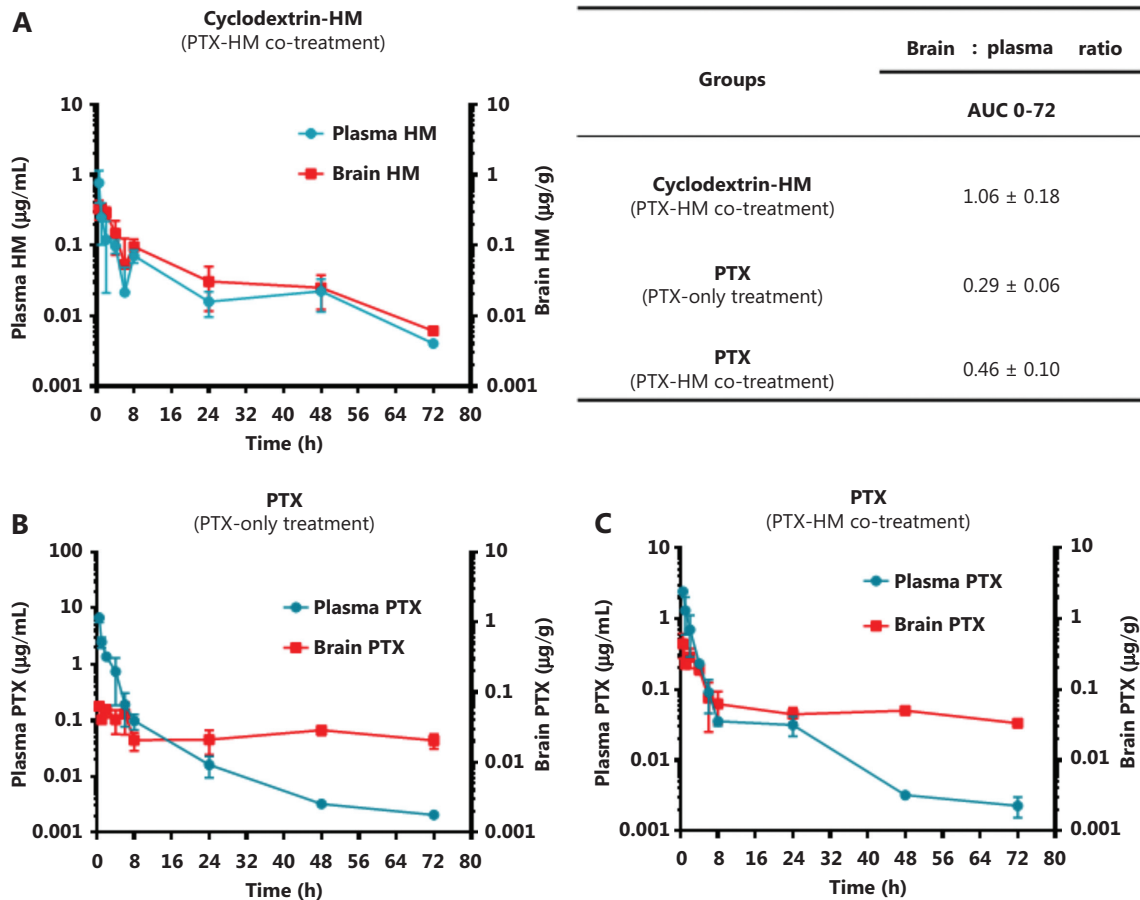 A
Cyclodextrin-HM
(PTX-HM co-treatment)
Plasma HM (µg/mL)
10
1
0.1
0.01
0.001
Plasma HM
Brain HM
10
1
0.1
0.01
0.001
Brain HM (µg/g)
0 8 16 24 32 40 48 56 64 72 80
Time (h)
Groups
Brain : plasma ratio
AUC 0-72
Cyclodextrin-HM
(PTX-HM co-treatment)
1.06 ± 0.18
PTX
(PTX-only treatment)
0.29 ± 0.06
PTX
(PTX-HM co-treatment)
0.46 ± 0.10
B
PTX
(PTX-only treatment)
Plasma PTX (µg/mL)
100
10
1
0.1
0.01
0.001
Plasma PTX
Brain PTX
10
1
0.1
0.01
0.001
Brain PTX (µg/g)
0 8 16 24 32 40 48 56 64 72 80
Time (h)
C
PTX
(PTX-HM co-treatment)
Plasma PTX (µg/mL)
10
1
0.1
0.01
0.001
Plasma PTX
Brain PTX
10
1
0.1
0.01
0.001
Brain PTX (µg/g)
0 8 16 24 32 40 48 56 64 72 80
Time (h)